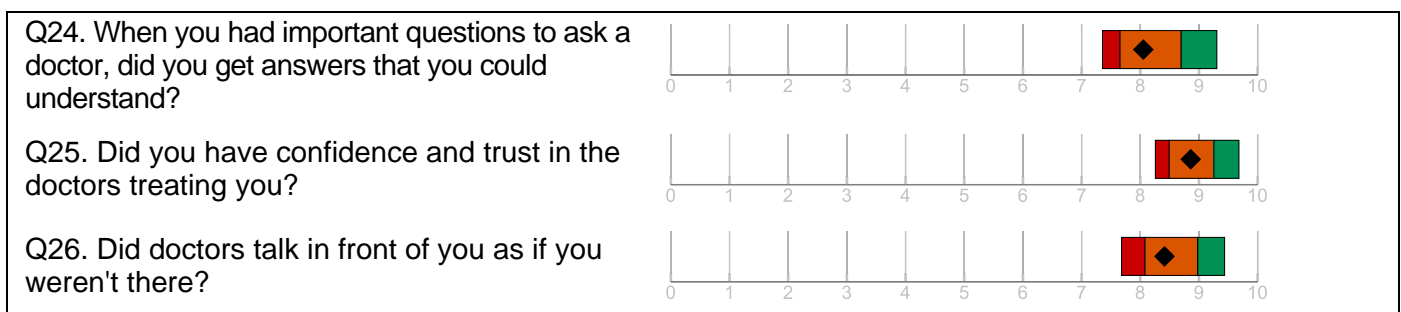 Q24. When you had important questions to ask a
doctor, did you get answers that you could
understand?
0 1 2 3 4 5 6 7 8 9 10
Q25. Did you have confidence and trust in the
doctors treating you?
0 1 2 3 4 5 6 7 8 9 10
Q26. Did doctors talk in front of you as if you
weren't there?
0 1 2 3 4 5 6 7 8 9 10